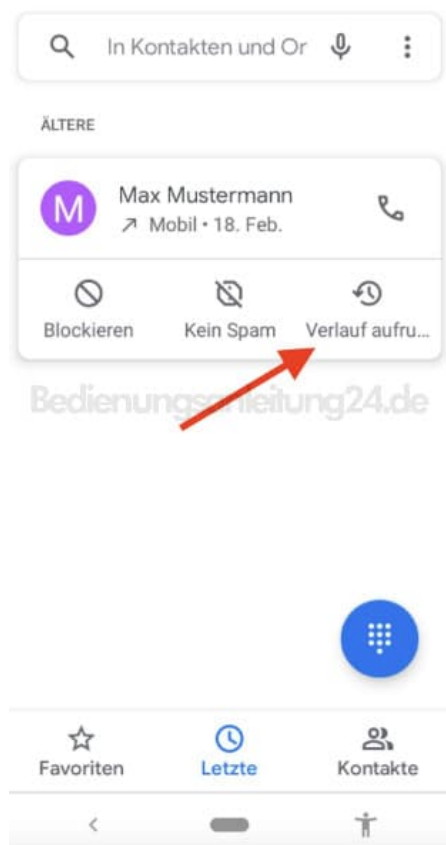 In Kontakten und Or
ÄLTERE
M
Max Mustermann
Mobil • 18. Feb.
Blockieren
Kein Spam
Verlauf aufru...
Bedienungsanleitung24.de
Favoriten
Letzte
Kontakte